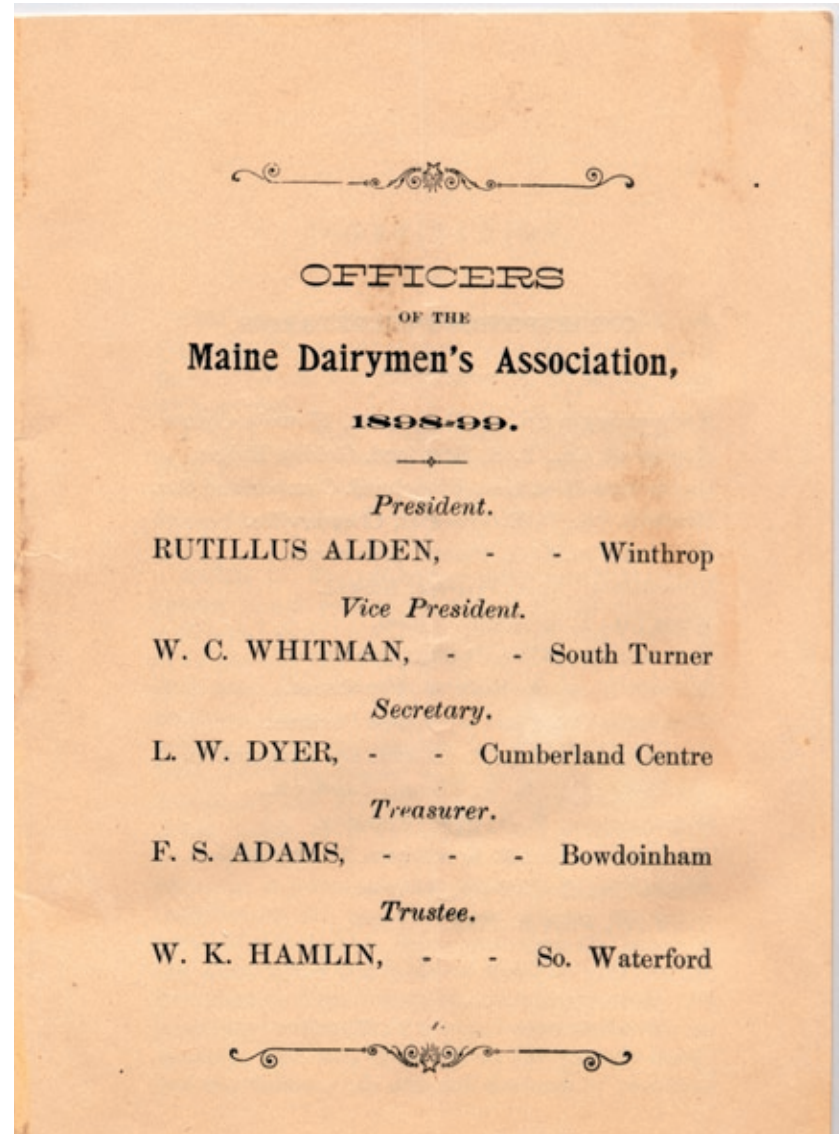 OFFICERS
OF THE
Maine Dairymen's Association,
1898-99.
President.
RUTILLUS ALDEN, - - Winthrop
Vice President.
W. C. WHITMAN, - - South Turner
Secretary.
L. W. DYER, - - Cumberland Centre
Treasurer.
F. S. ADAMS, - - - Bowdoinham
Trustee.
W. K. HAMLIN, - - So. Waterford